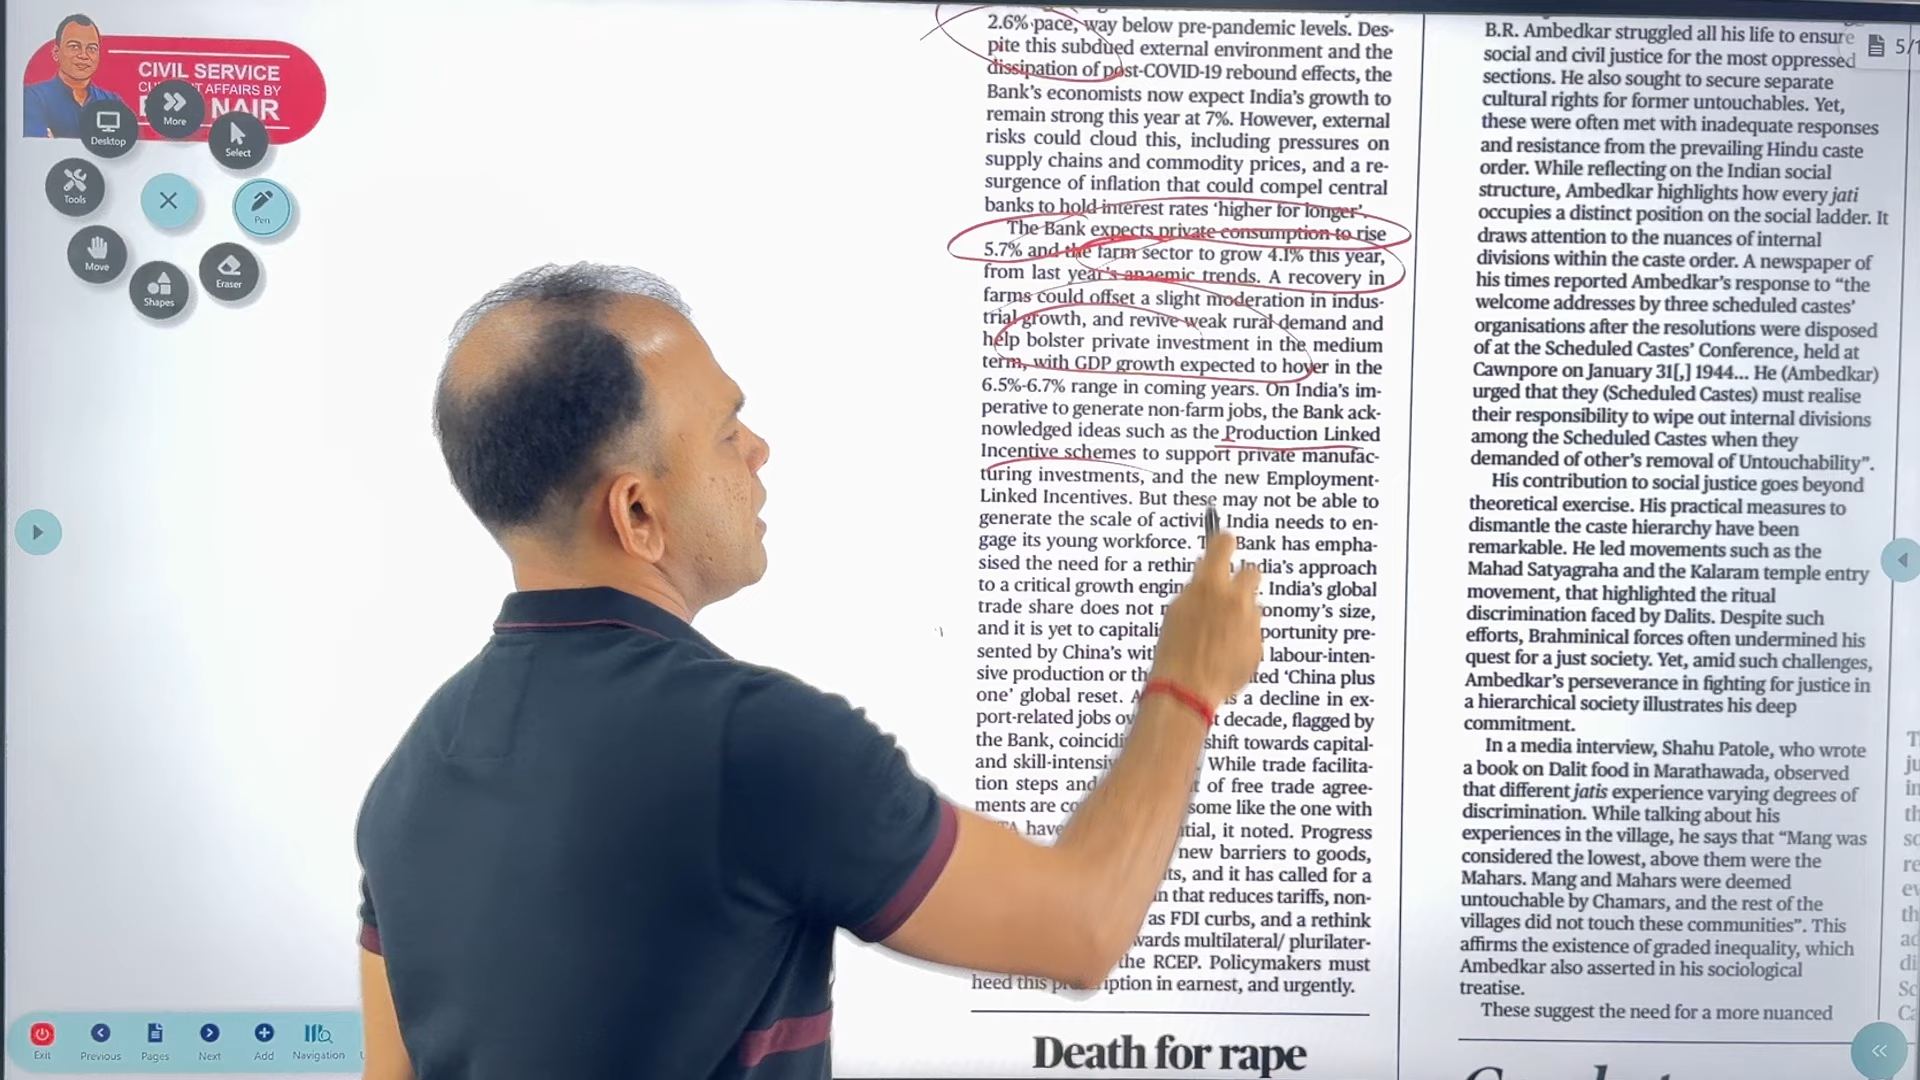 CIVIL SERVICE
AFFAIRS BY
NAIR
More
Desktop
Select
Tools
Pen
Move
Eraser
Shapes
Exit
Previous
Pages
Next
Add
Navigation
2.6% pace, way below pre-pandemic levels. Des-
pite this subdued external environment and the
dissipation of post-COVID-19 rebound effects, the
Bank's economists now expect India's growth to
remain strong this year at 7%. However, external
risks could cloud this, including pressures on
supply chains and commodity prices, and a re-
surgence of inflation that could compel central
banks to hold interest rates 'higher for longer'.
The Bank expects private consumption to rise
5.7% and the farm sector to grow 4.1% this year,
from last year's anaemic trends. A recovery in
farms could offset a slight moderation in indus-
trial growth, and revive weak rural demand and
help bolster private investment in the medium
term, with GDP growth expected to hover in the
6.5%-6.7% range in coming years. On India's im-
perative to generate non-farm jobs, the Bank ack-
nowledged ideas such as the Production Linked
Incentive schemes to support private manufac-
turing investments, and the new Employment-
Linked Incentives. But these may not be able to
generate the scale of India needs to en-
gage its young workforce. Bank has empha-
sised the need for a India's approach
to a critical growth India's global
trade share does not size,
and it is yet to pre-
sented by China's labour-inten-
sive production or 'China plus
one' global reset. a decline in ex-
port-related jobs decade, flagged by
the Bank, shift towards capital-
and While trade facilita-
tion steps and of free trade agree-
ments are some like the one with
have it noted. Progress
new barriers to goods,
and it has called for a
that reduces tariffs, non-
as FDI curbs, and a rethink
multilateral/ plurilater-
the RCEP. Policymakers must
heed this in earnest, and urgently.
Death for rape
B.R. Ambedkar struggled all his life to ensure
social and civil justice for the most oppressed
sections. He also sought to secure separate
cultural rights for former untouchables. Yet,
these were often met with inadequate responses
and resistance from the prevailing Hindu caste
order. While reflecting on the Indian social
structure, Ambedkar highlights how every jati
occupies a distinct position on the social ladder. It
draws attention to the nuances of internal
divisions within the caste order. A newspaper of
his times reported Ambedkar's response to "the
welcome addresses by three scheduled castes'
organisations after the resolutions were disposed
of at the Scheduled Castes' Conference, held at
Cawnpore on January 31[,] 1944... He (Ambedkar)
urged that they (Scheduled Castes) must realise
their responsibility to wipe out internal divisions
among the Scheduled Castes when they
demanded of other's removal of Untouchability".
His contribution to social justice goes beyond
theoretical exercise. His practical measures to
dismantle the caste hierarchy have been
remarkable. He led movements such as the
Mahad Satyagraha and the Kalaram temple entry
movement, that highlighted the ritual
discrimination faced by Dalits. Despite such
efforts, Brahminical forces often undermined his
quest for a just society. Yet, amid such challenges,
Ambedkar's perseverance in fighting for justice in
a hierarchical society illustrates his deep
commitment.
In a media interview, Shahu Patole, who wrote
a book on Dalit food in Marathawada, observed
that different jatis experience varying degrees of
discrimination. While talking about his
experiences in the village, he says that "Mang was
considered the lowest, above them were the
Mahars. Mang and Mahars were deemed
untouchable by Chamars, and the rest of the
villages did not touch these communities". This
affirms the existence of graded inequality, which
Ambedkar also asserted in his sociological
treatise.
These suggest the need for a more nuanced